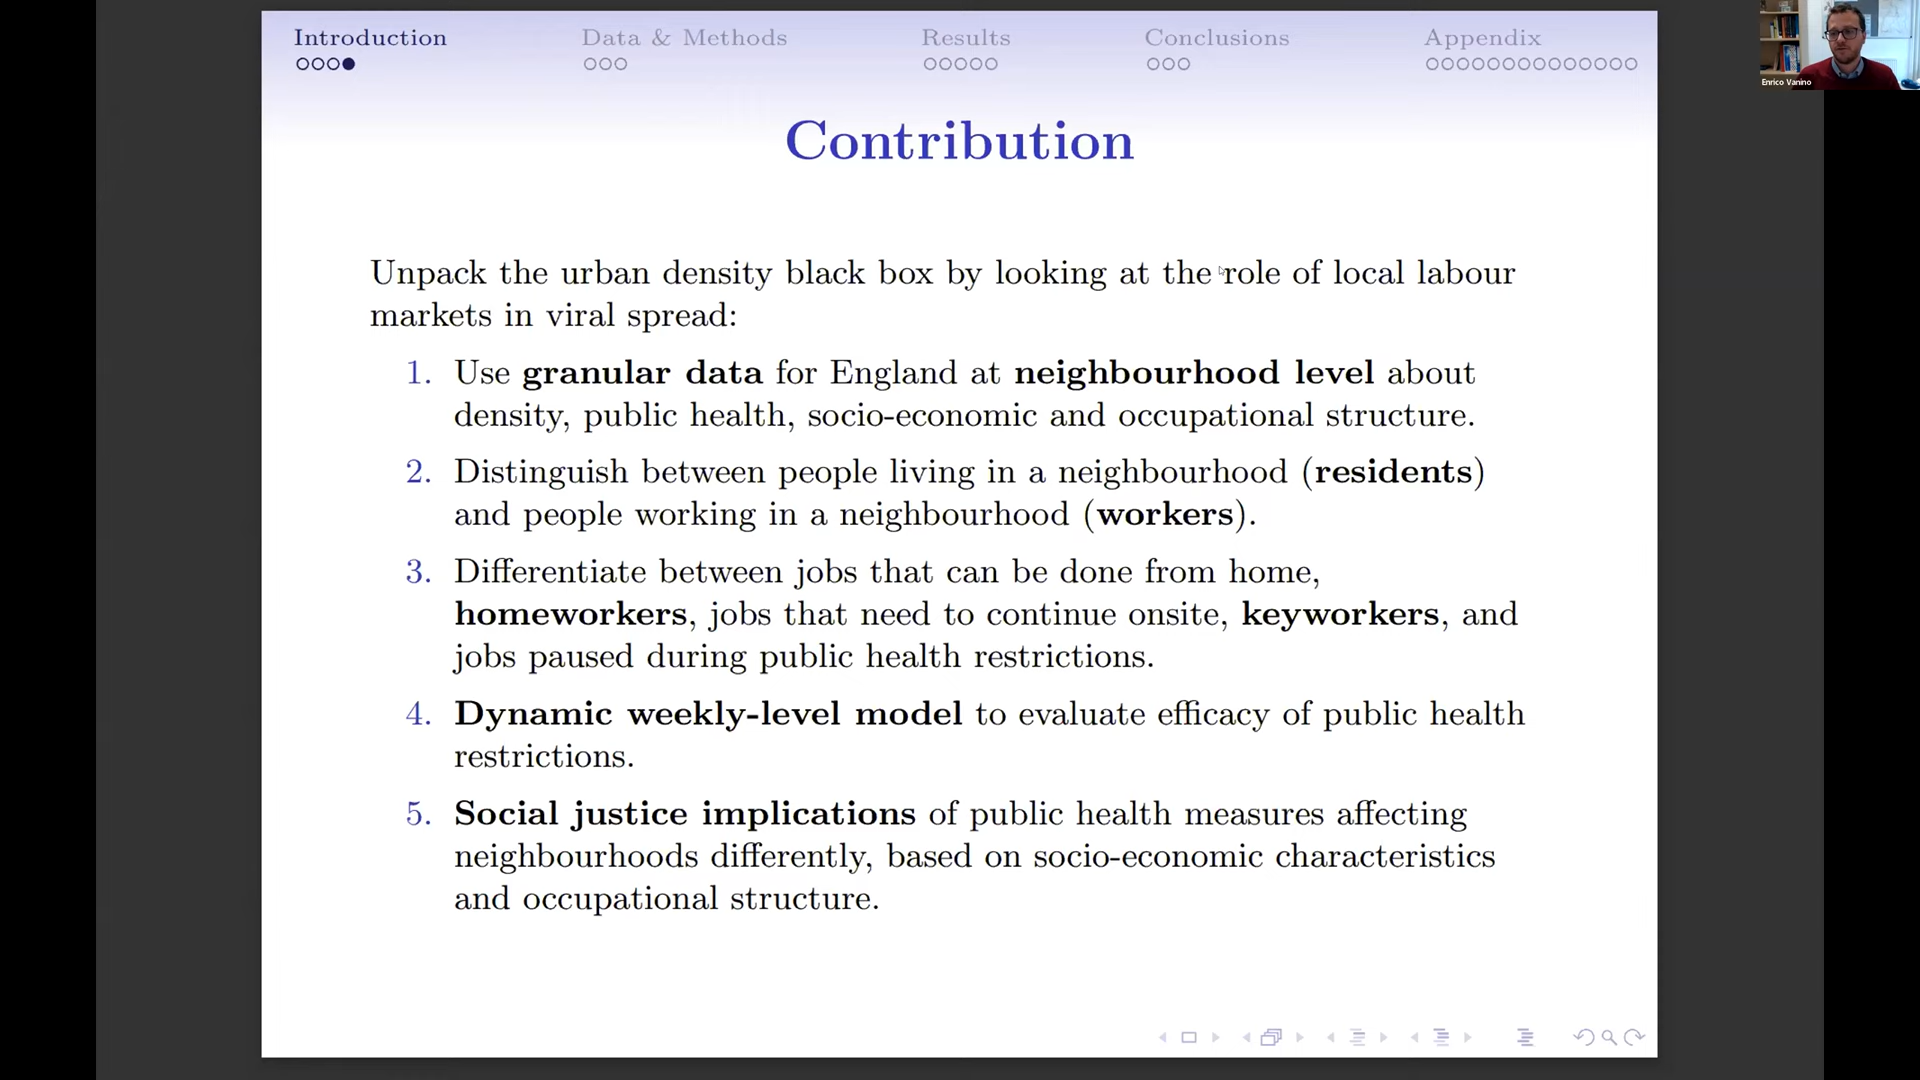 Introduction
Data & Methods
Results
Conclusions
Appendix
Enrico Vanino
Contribution
Unpack the urban density black box by looking at the role of local labour
markets in viral spread:
1. Use granular data for England at neighbourhood level about
density, public health, socio-economic and occupational structure.
2. Distinguish between people living in a neighbourhood (residents)
and people working in a neighbourhood (workers).
3. Differentiate between jobs that can be done from home,
homeworkers, jobs that need to continue onsite, keyworkers, and
jobs paused during public health restrictions.
4. Dynamic weekly-level model to evaluate efficacy of public health
restrictions.
5. Social justice implications of public health measures affecting
neighbourhoods differently, based on socio-economic characteristics
and occupational structure.